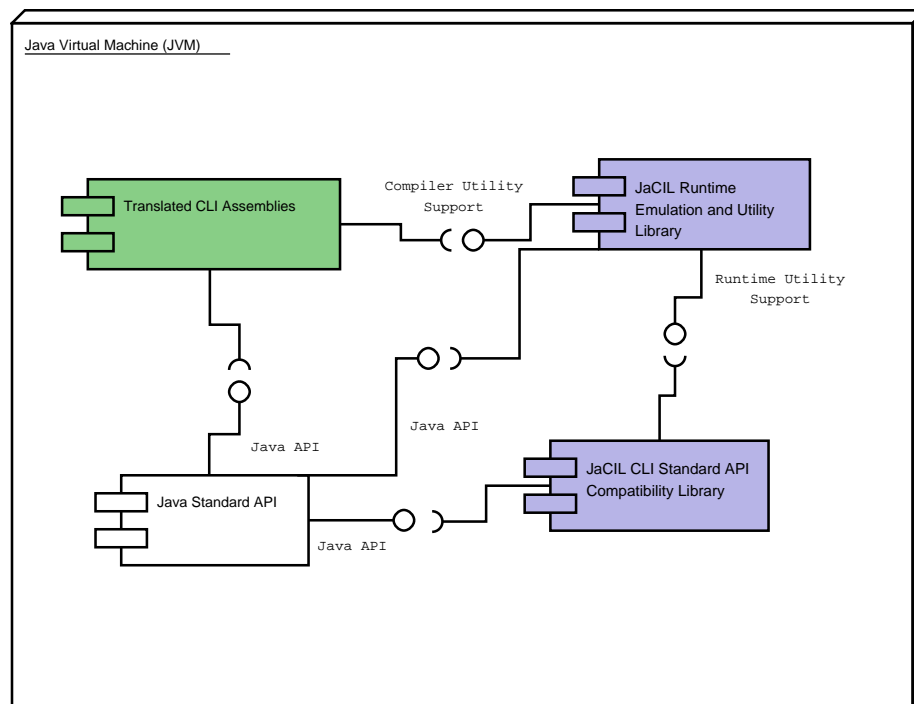 Java Virtual Machine (JVM)
Translated CLI Assemblies
Compiler Utility
Support
JaCIL Runtime
Emulation and Utility
Library
Runtime Utility
Support
Java API
Java API
Java Standard API
Java API
JaCIL CLI Standard API
Compatibility Library